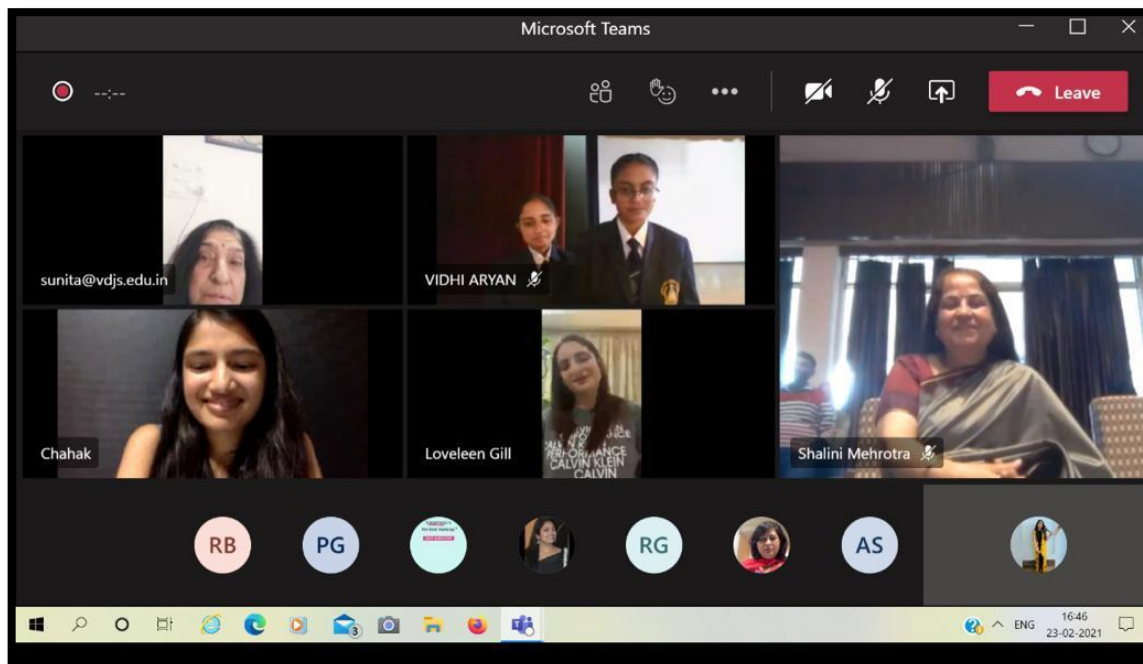 Microsoft Teams
--:--
Leave
sunita@vdjs.edu.in
VIDHI ARYAN
Chahak
Loveleen Gill
PERFORMANCE
CALVIN KLEIN
CALVIN
Shalini Mehrotra
RB
PG
RG
AS
3
ENG
16:46
23-02-2021